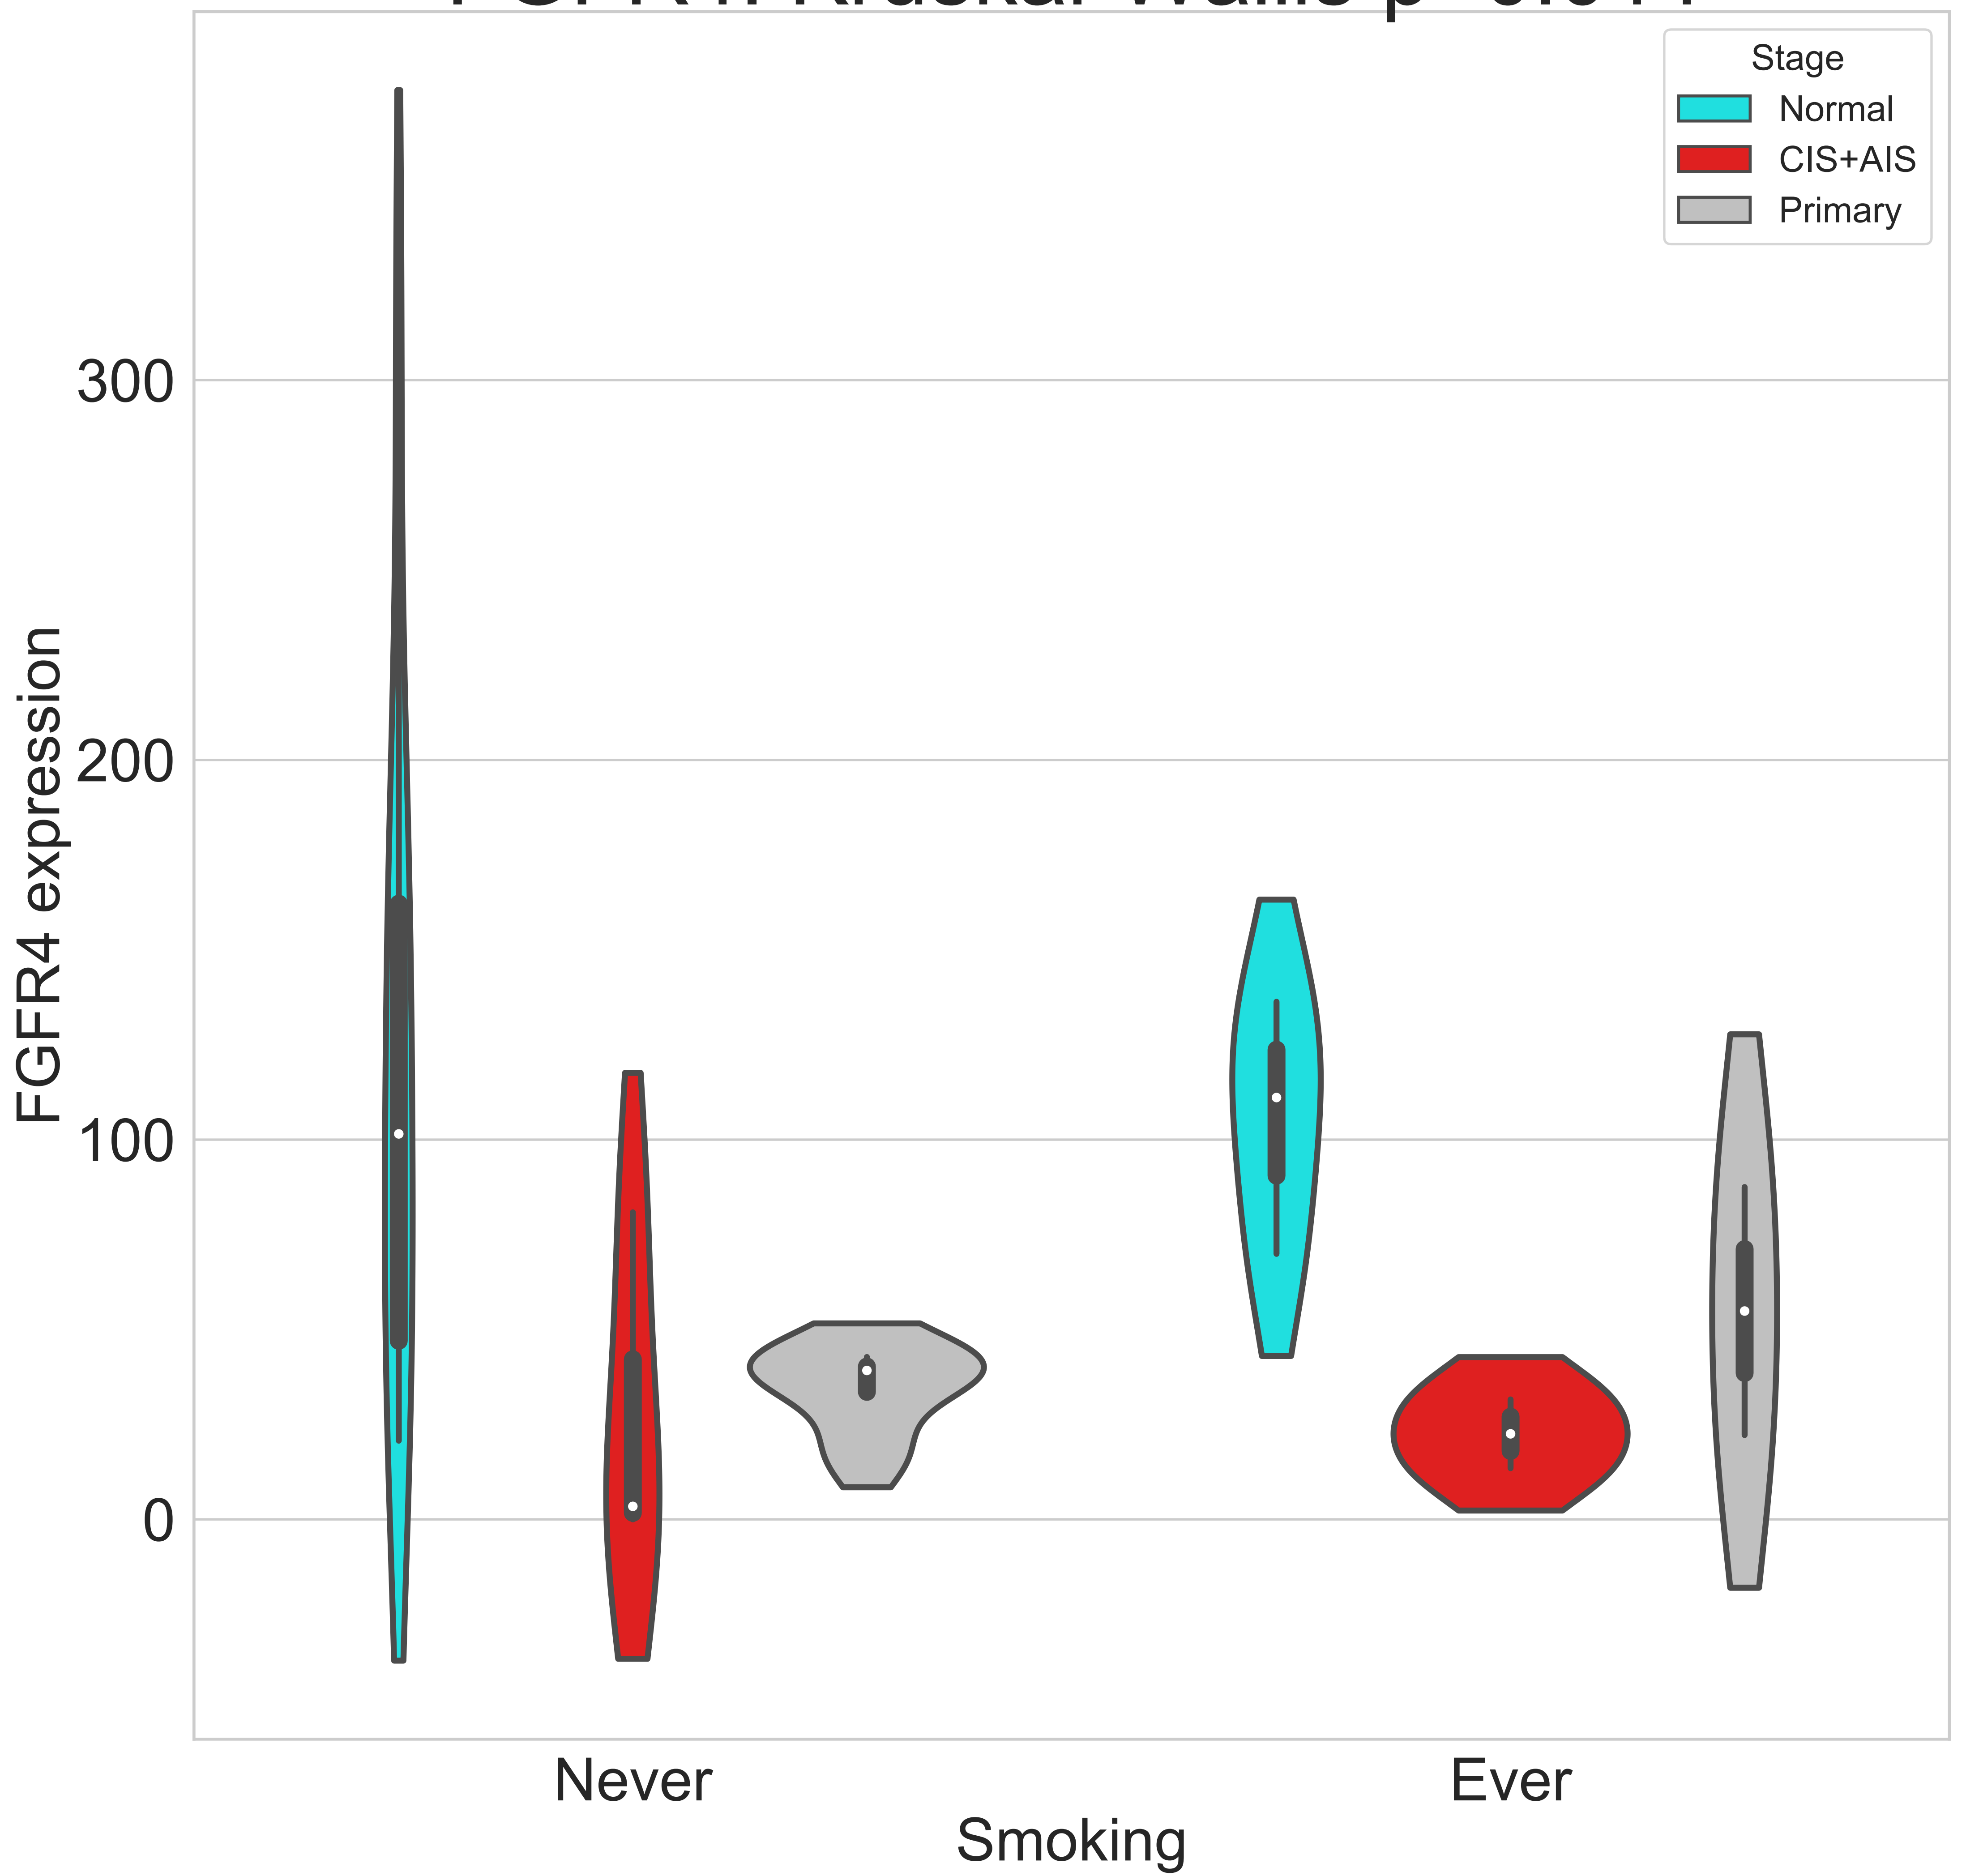 Stage
Normal
CIS+AIS
Primary
FGFR4 expression
300
200
100
0
Never
Ever
Smoking